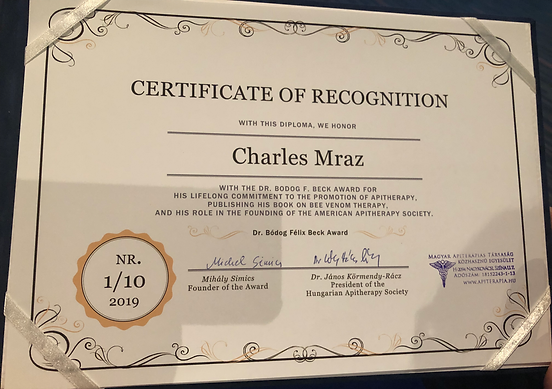 CERTIFICATE OF RECOGNITION
WITH THIS DIPLOMA, WE HONOR
Charles Mraz
WITH THE DR. BODOG F. BECK AWARD FOR
HIS LIFELONG COMMITMENT TO THE PROMOTION OF APITHERAPY,
PUBLISHING HIS BOOK ON BEE VENOM THERAPY,
AND HIS ROLE IN THE FOUNDING OF THE AMERICAN APITHERAPY SOCIETY.
Dr. Bódog Félix Beck Award
NR.
1/10
2019
Mihály Simics
Founder of the Award
Dr. János Körmendy-Rácz
President of the
Hungarian Apitherapy Society
MAGYAR APITERÁPIÁS TÁRSASÁG
KÖZHASZNÚ EGYESÜLET
WWW.APITERAPIA.HU